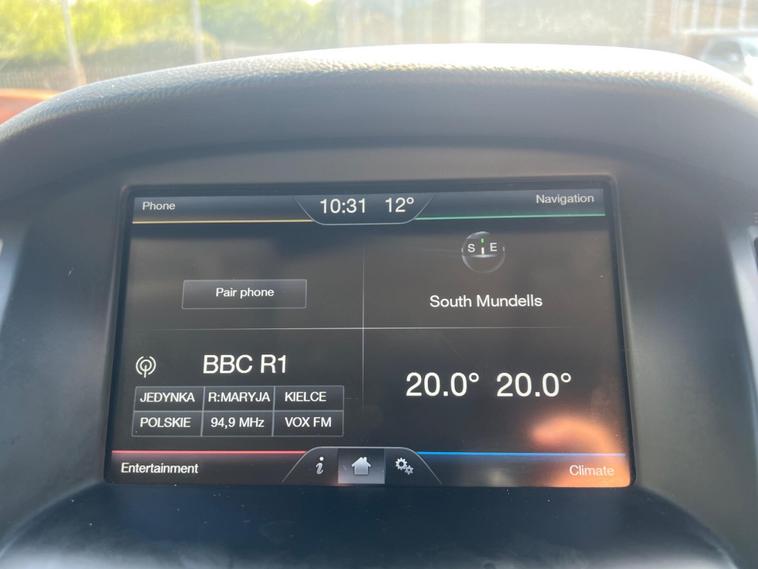 Phone
10:31 12°
Navigation
Pair phone
S E
South Mundells
BBC R1
JEDYNKA R:MARYJA KIELCE
POLSKIE 94,9 MHz VOX FM
20.0° 20.0°
Entertainment
i
Climate